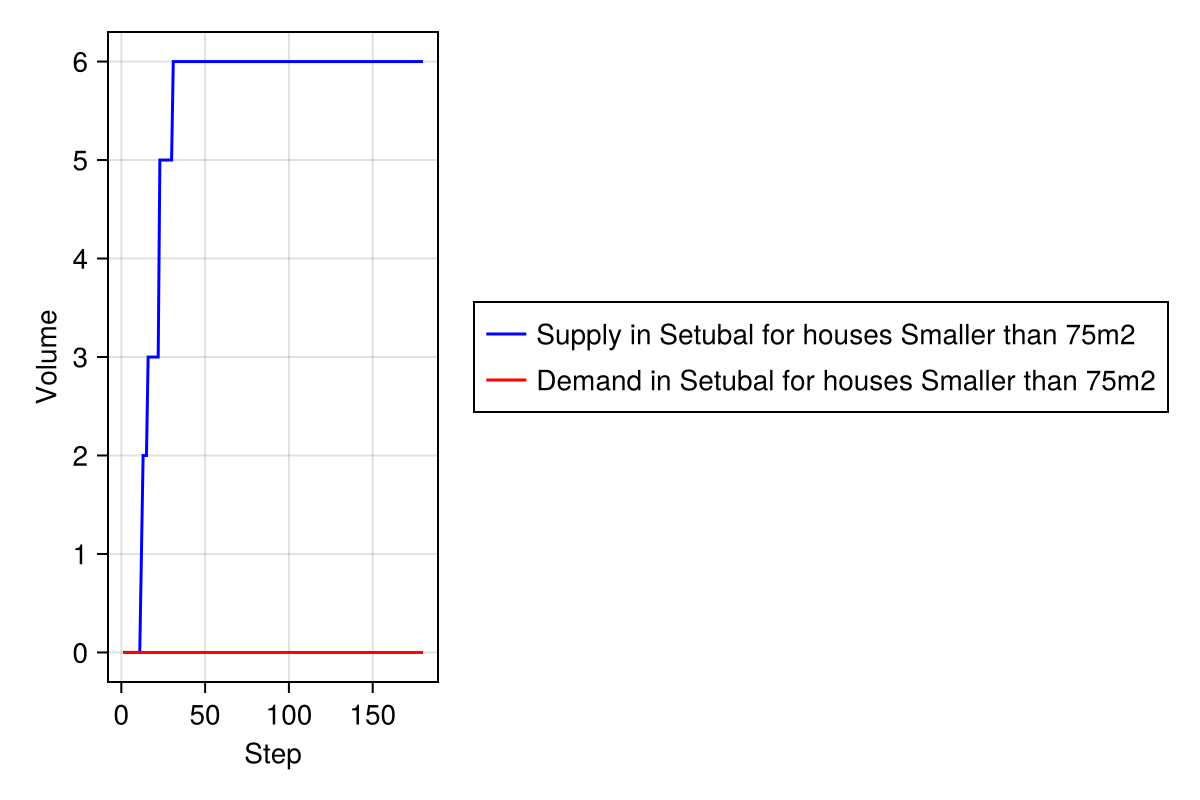 6
5
4
3
2
1
0
Volume
0 50 100 150
Step
Supply in Setubal for houses Smaller than 75m2
Demand in Setubal for houses Smaller than 75m2